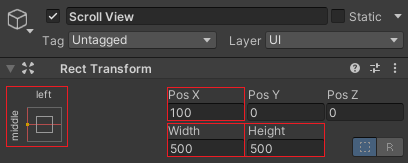 Scroll View
Static
Tag Untagged Layer UI
Rect Transform
left
middle
Pos X Pos Y Pos Z
100 0 0
Width Height
500 500 R